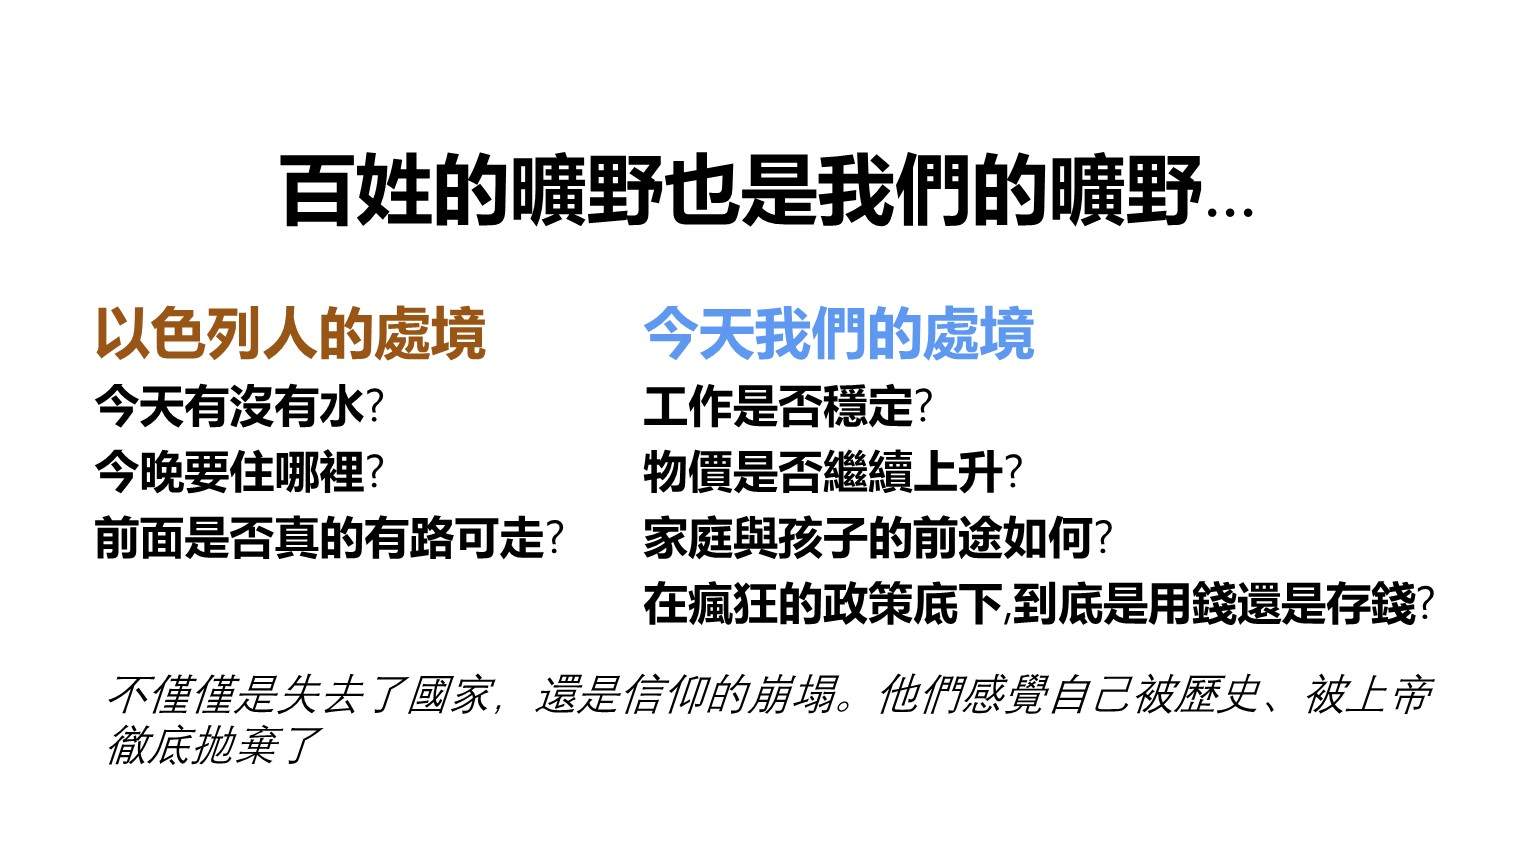 百姓的曠野也是我們的曠野...
以色列人的處境
今天有沒有水?
今晚要住哪裡?
前面是否真的有路可走?
今天我們的處境
工作是否穩定?
物價是否繼續上升?
家庭與孩子的前途如何?
在瘋狂的政策底下,到底是用錢還是存錢?
不僅僅是失去了國家，還是信仰的崩塌。他們感覺自己被歷史、被上帝
徹底拋棄了